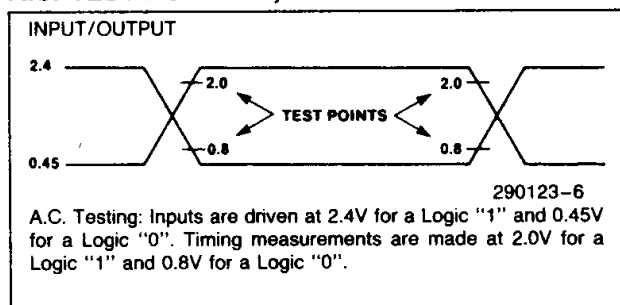 INPUT/OUTPUT
2.4
2.0
2.0
TEST POINTS
0.8
0.8
0.45
290123-6
A.C. Testing: Inputs are driven at 2.4V for a Logic "1" and 0.45V
for a Logic "0". Timing measurements are made at 2.0V for a
Logic "1" and 0.8V for a Logic "0".